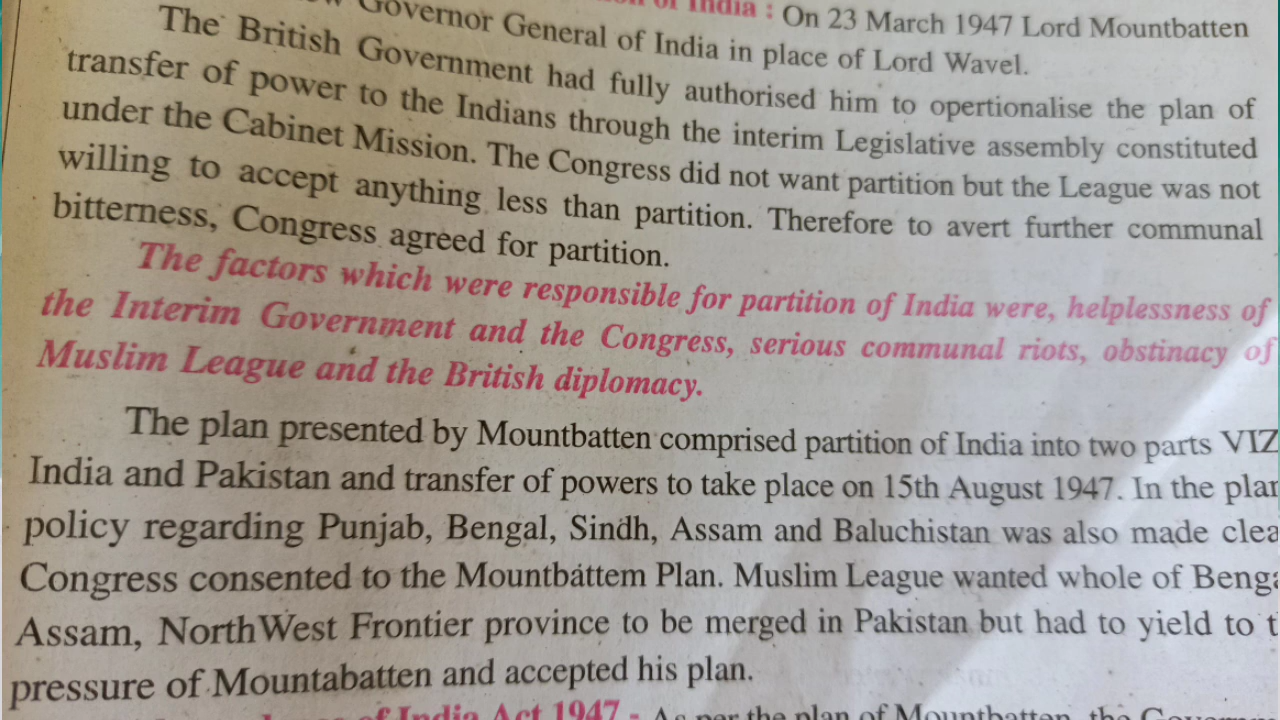 of India : On 23 March 1947 Lord Mountbatten
Governor General of India in place of Lord Wavel.
The British Government had fully authorised him to opertionalise the plan of
transfer of power to the Indians through the interim Legislative assembly constituted
under the Cabinet Mission. The Congress did not want partition but the League was not
willing to accept anything less than partition. Therefore to avert further communal
bitterness, Congress agreed for partition.
The factors which were responsible for partition of India were, helplessness of
the Interim Government and the Congress, serious communal riots, obstinacy of
Muslim League and the British diplomacy.
The plan presented by Mountbatten comprised partition of India into two parts VIZ
India and Pakistan and transfer of powers to take place on 15th August 1947. In the plan
policy regarding Punjab, Bengal, Sindh, Assam and Baluchistan was also made clea
Congress consented to the Mountbattem Plan. Muslim League wanted whole of Beng
Assam, NorthWest Frontier province to be merged in Pakistan but had to yield to t
pressure of Mountabatten and accepted his plan.
of India Act 1947 - As per the plan of Mountbatten, the Govern